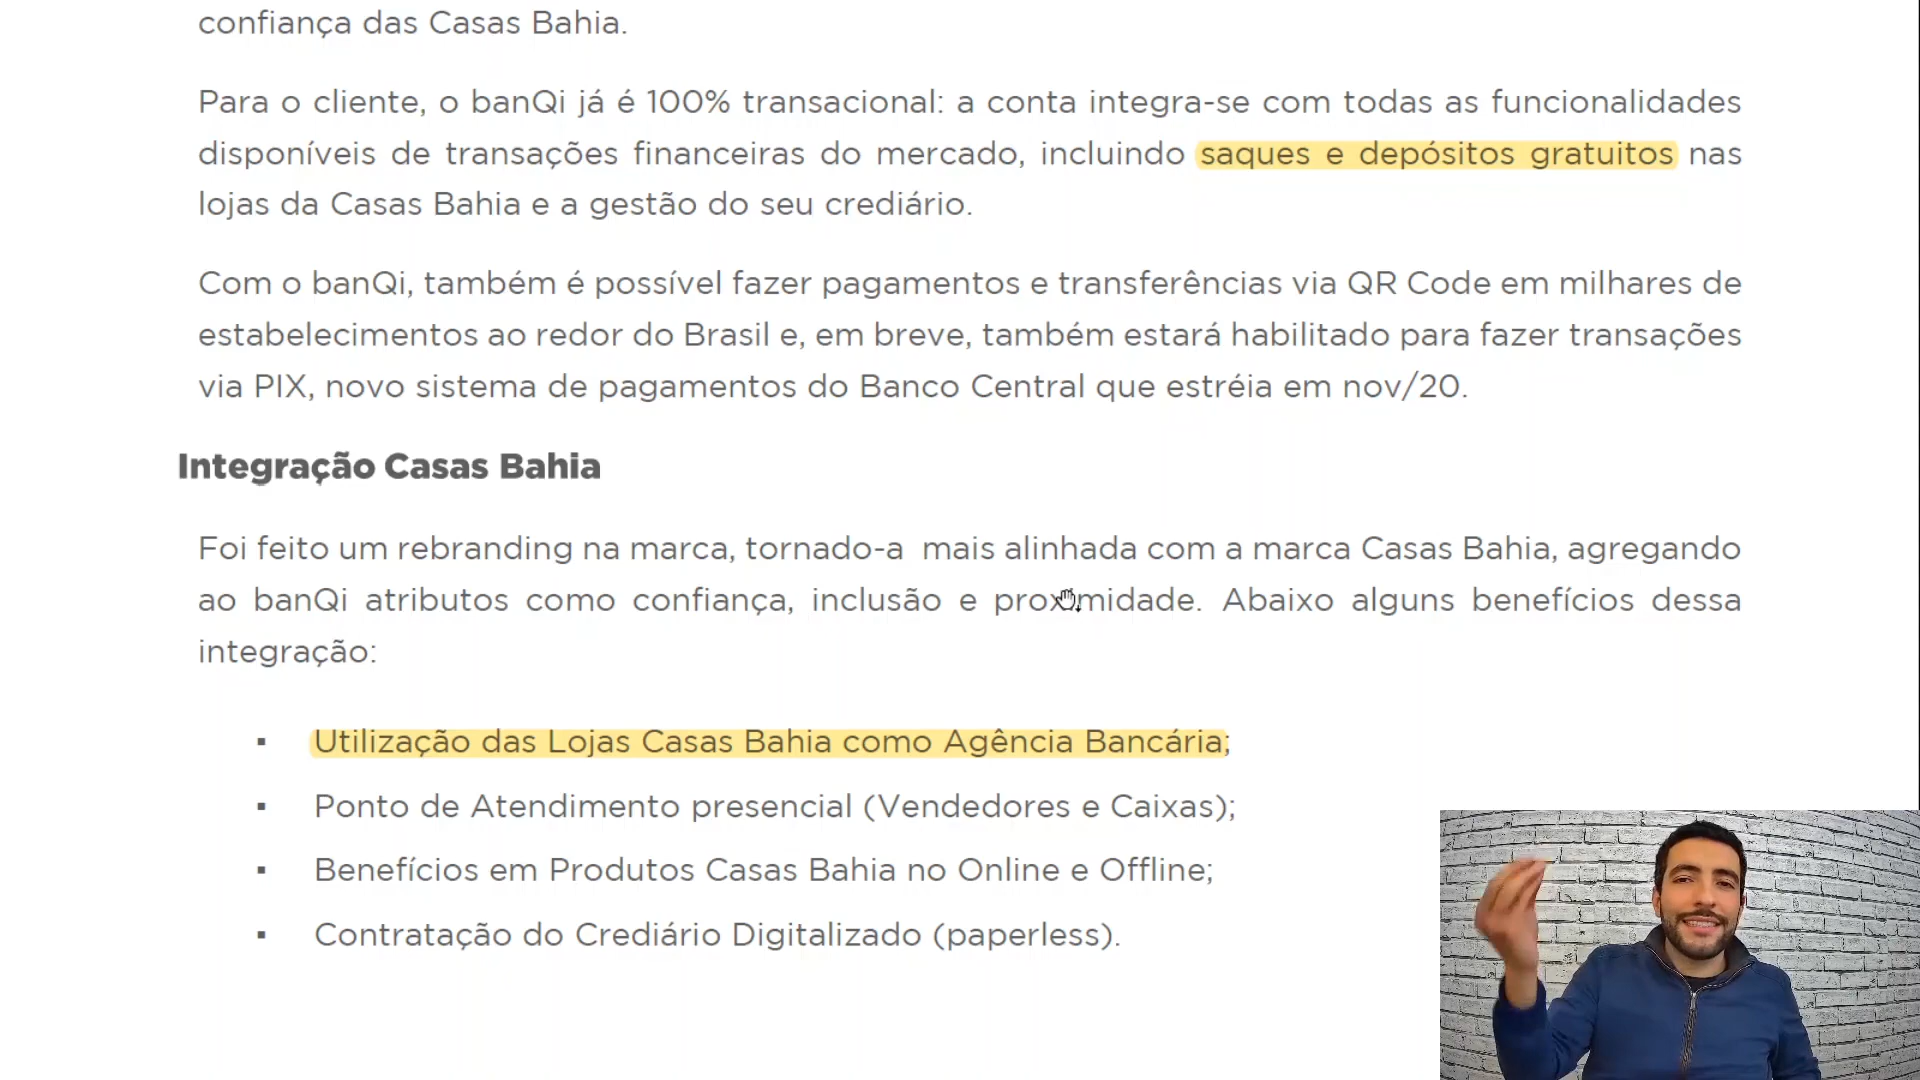 confiança das Casas Bahia.
Para o cliente, o banQi já é 100% transacional: a conta integra-se com todas as funcionalidades
disponíveis de transações financeiras do mercado, incluindo saques e depósitos gratuitos nas
lojas da Casas Bahia e a gestão do seu crediário.
Com o banQi, também é possível fazer pagamentos e transferências via QR Code em milhares de
estabelecimentos ao redor do Brasil e, em breve, também estará habilitado para fazer transações
via PIX, novo sistema de pagamentos do Banco Central que estréia em nov/20.
Integração Casas Bahia
Foi feito um rebranding na marca, tornado-a mais alinhada com a marca Casas Bahia, agregando
ao banQi atributos como confiança, inclusão e proximidade. Abaixo alguns benefícios dessa
integração:
▪ Utilização das Lojas Casas Bahia como Agência Bancária;
▪ Ponto de Atendimento presencial (Vendedores e Caixas);
▪ Benefícios em Produtos Casas Bahia no Online e Offline;
▪ Contratação do Crediário Digitalizado (paperless).